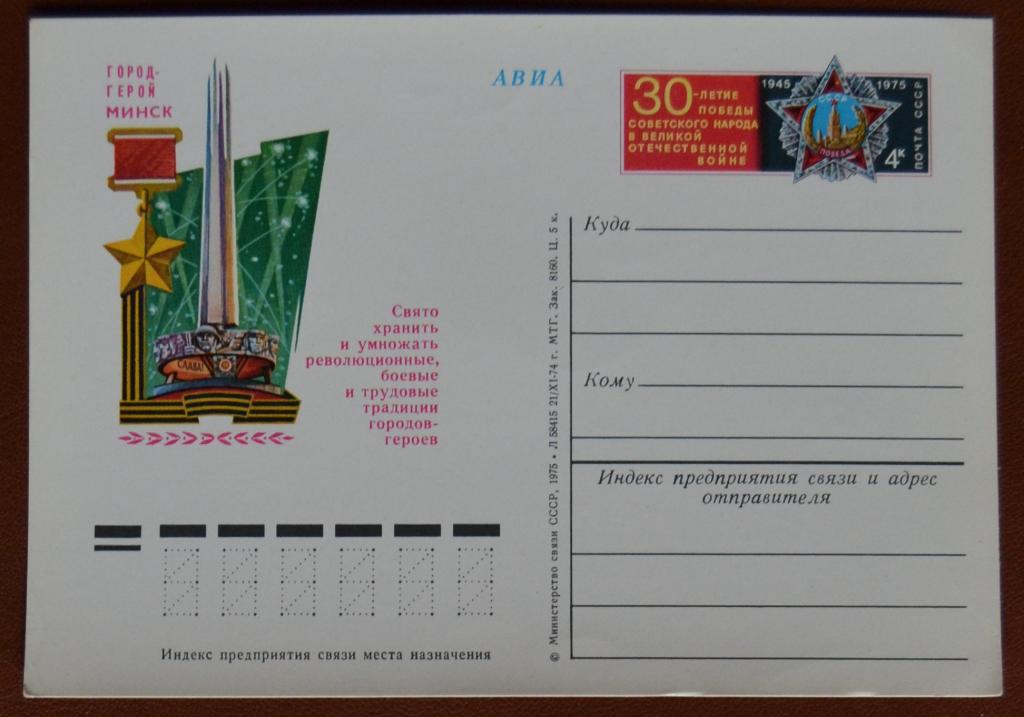 ГОРОД-
ГЕРОЙ
МИНСК
СЛАВА!
Свято
хранить
и умножать
революционные,
боевые
и трудовые
традиции
городов-
героев
АВИА
30-ЛЕТИЕ
ПОБЕДЫ
СОВЕТСКОГО НАРОДА
В ВЕЛИКОЙ
ОТЕЧЕСТВЕННОЙ
ВОЙНЕ
1945
1975
СССР
ПОБЕДА
4к
ПОЧТА СССР
Куда
Кому
Индекс предприятия связи и адрес
отправителя
© Министерство связи СССР, 1975 • Л 58415 21/XI-74 г. МТГ. Зак. 8160. Ц. 5 к.
Индекс предприятия связи места назначения